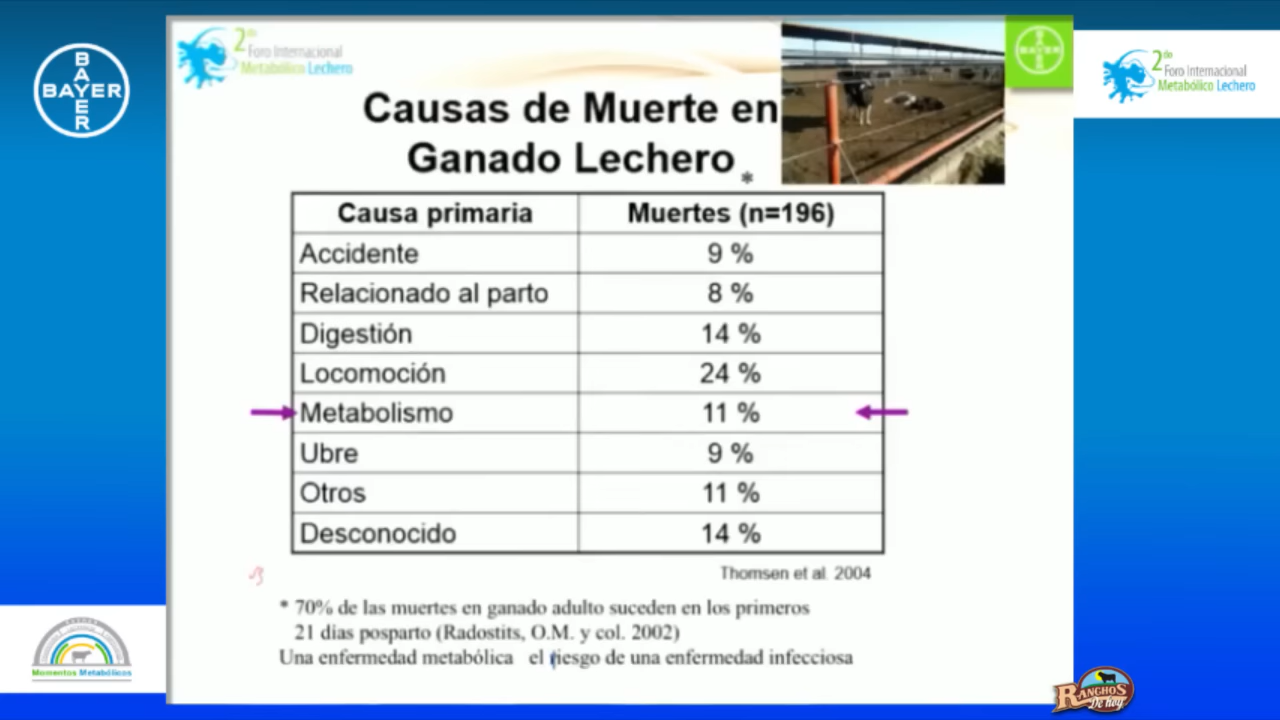 BAYER
BAYER
2do
Foro Internacional
Metabólico Lechero
BAYER
BAYER
2do
Foro Internacional
Metabólico Lechero
Causas de Muerte en
Ganado Lechero *
Causa primaria Muertes (n=196)
Accidente 9 %
Relacionado al parto 8 %
Digestión 14 %
Locomoción 24 %
Metabolismo 11 %
Ubre 9 %
Otros 11 %
Desconocido 14 %
Thomsen et al. 2004
* 70% de las muertes en ganado adulto suceden en los primeros
21 días posparto (Radostits, O.M. y col. 2002)
Una enfermedad metabólica el riesgo de una enfermedad infecciosa
Momentos Metabólicos
RANCHOS
De hoy